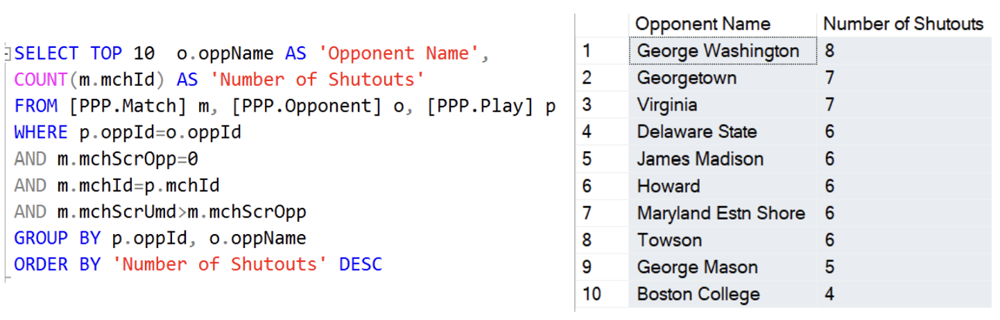 SELECT TOP 10  o.oppName AS 'Opponent Name',
COUNT(m.mchId) AS 'Number of Shutouts'
FROM [PPP.Match] m, [PPP.Opponent] o, [PPP.Play] p
WHERE p.oppId=o.oppId
AND m.mchScrOpp=0
AND m.mchId=p.mchId
AND m.mchScrUmd>m.mchScrOpp
GROUP BY p.oppId, o.oppName
ORDER BY 'Number of Shutouts' DESC
Opponent Name Number of Shutouts
1 George Washington 8
2 Georgetown 7
3 Virginia 7
4 Delaware State 6
5 James Madison 6
6 Howard 6
7 Maryland Estn Shore 6
8 Towson 6
9 George Mason 5
10 Boston College 4